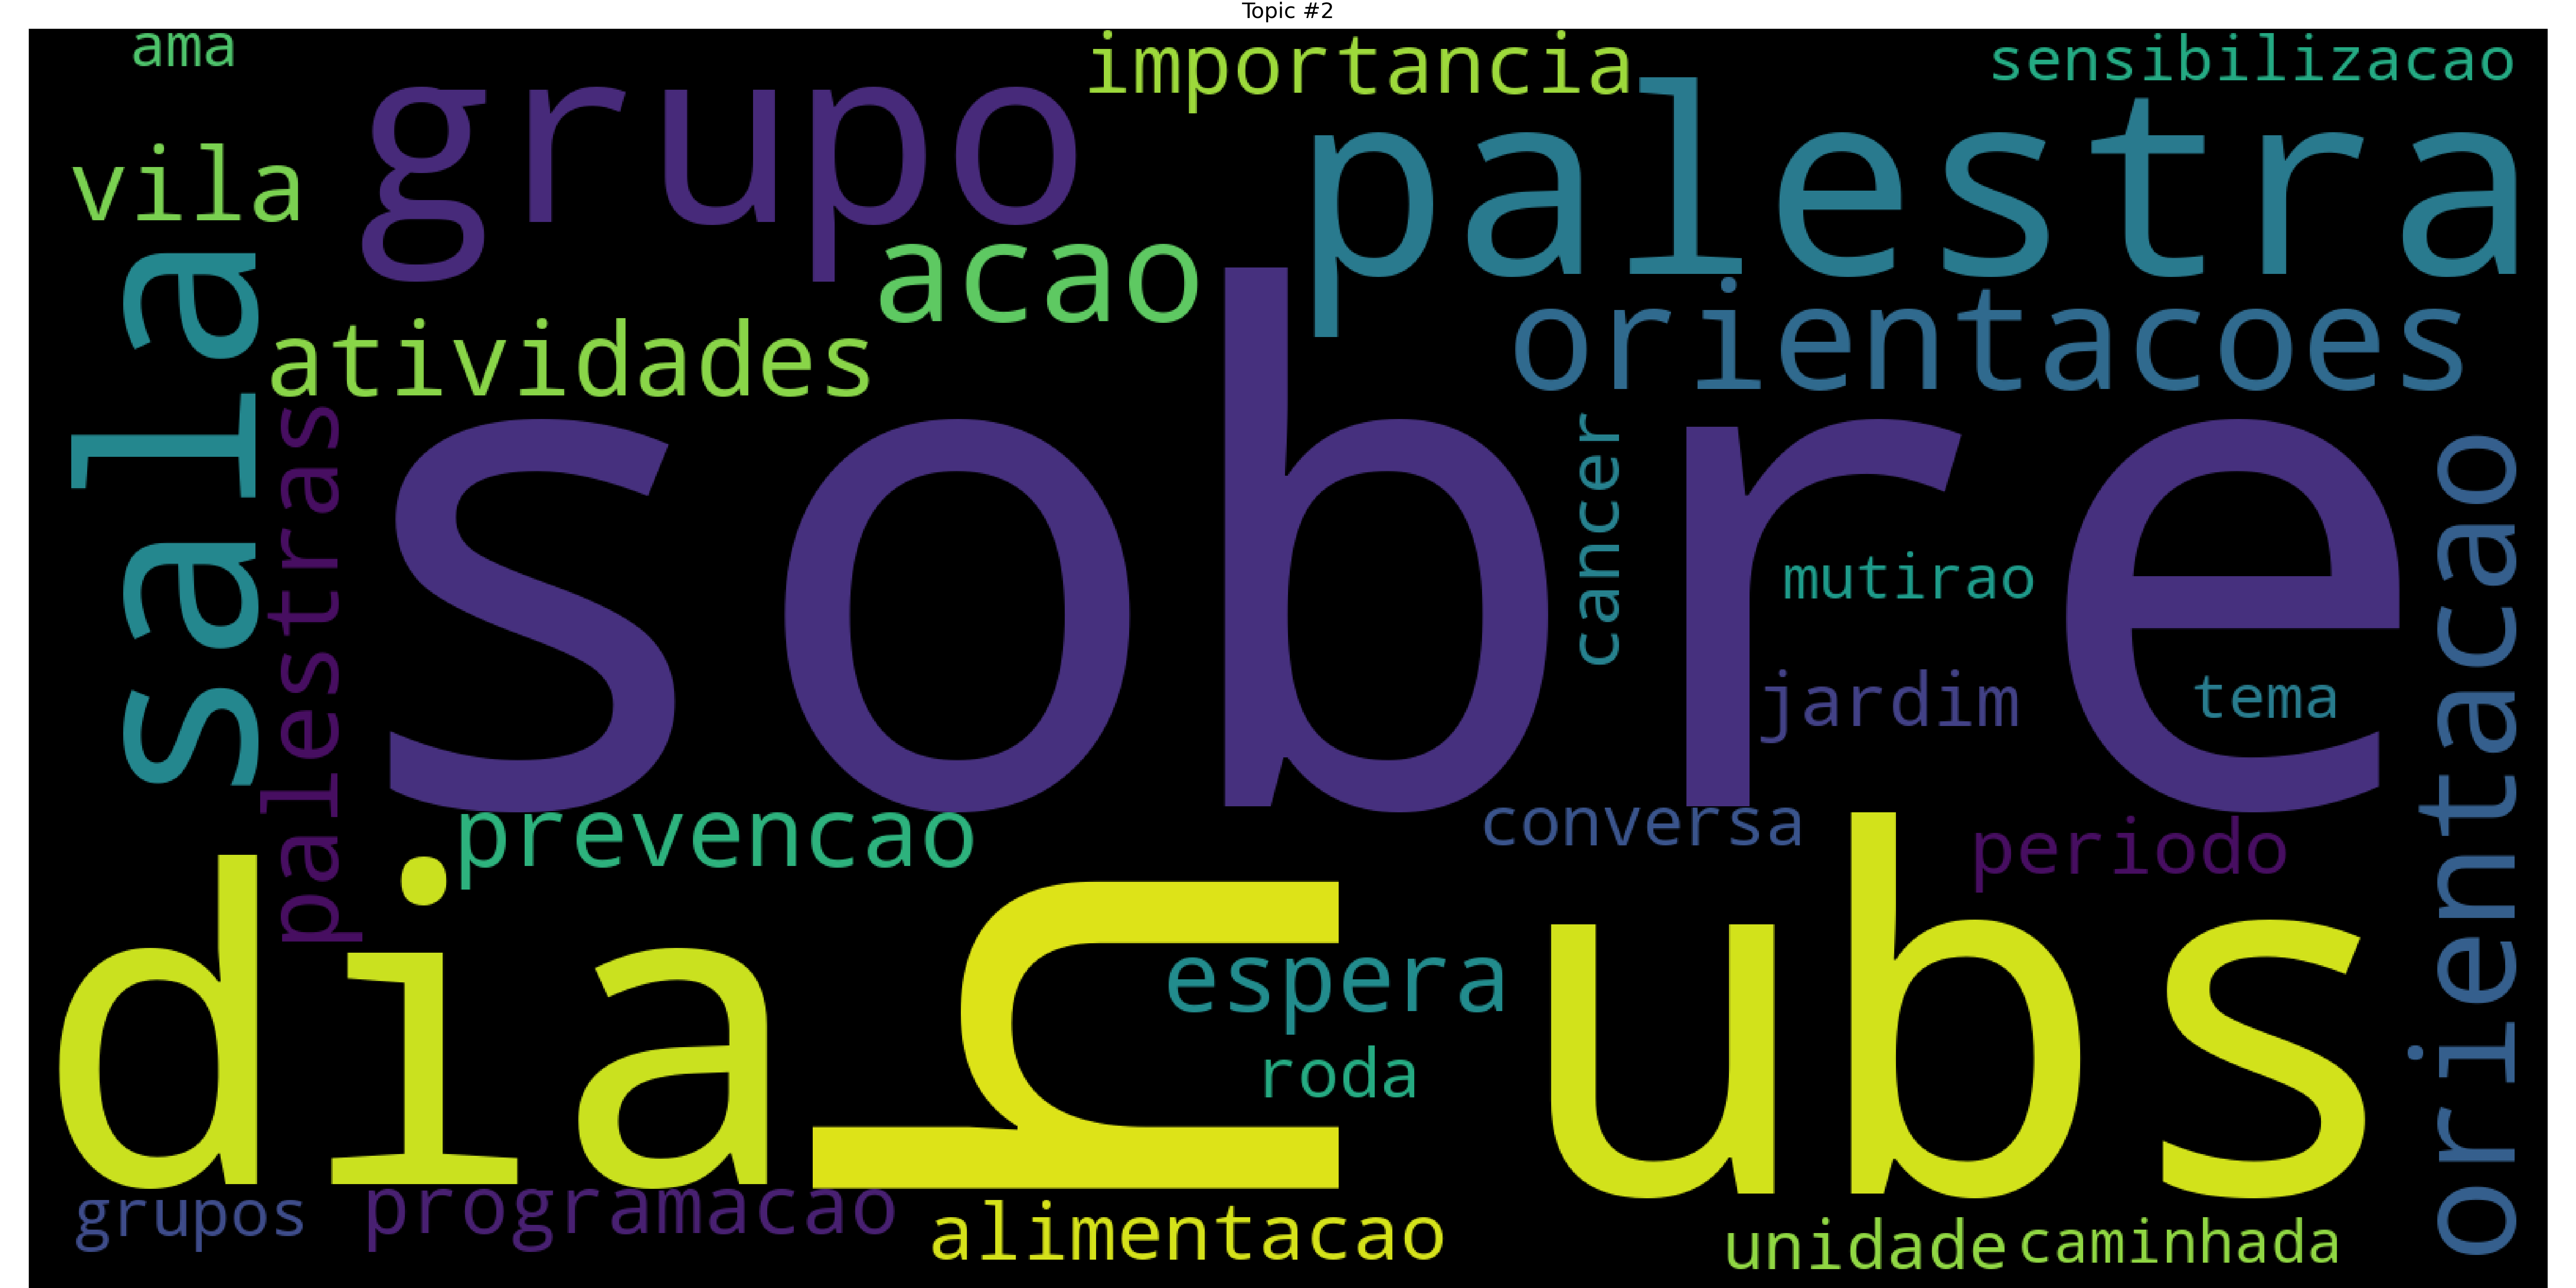 Topic #2
ama
importancia
sensibilizacao
grupo
palestra
vila
acao
sala
orientacoes
atividades
palestras
sobre
cancer
mutirao
jardim
tema
orientacao
prevencao
conversa
periodo
dia
h
ubs
espera
roda
grupos
programacao
alimentacao
unidade
caminhada